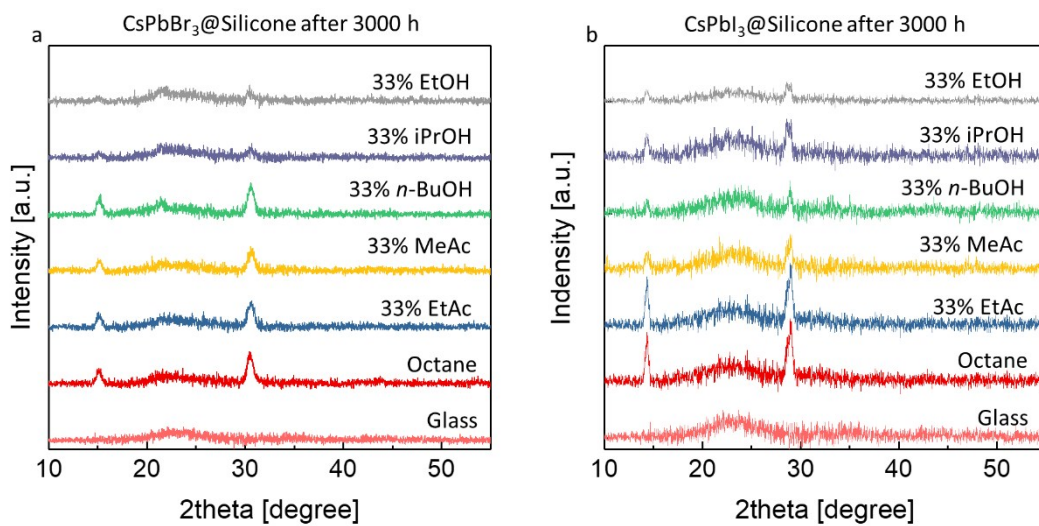 a
CsPbBr₃@Silicone after 3000 h
Intensity [a.u.]
33% EtOH
33% iPrOH
33% n-BuOH
33% MeAc
33% EtAc
Octane
Glass
10 20 30 40 50
2theta [degree]
b
CsPbI₃@Silicone after 3000 h
Indensity [a.u.]
33% EtOH
33% iPrOH
33% n-BuOH
33% MeAc
33% EtAc
Octane
Glass
10 20 30 40 50
2theta [degree]